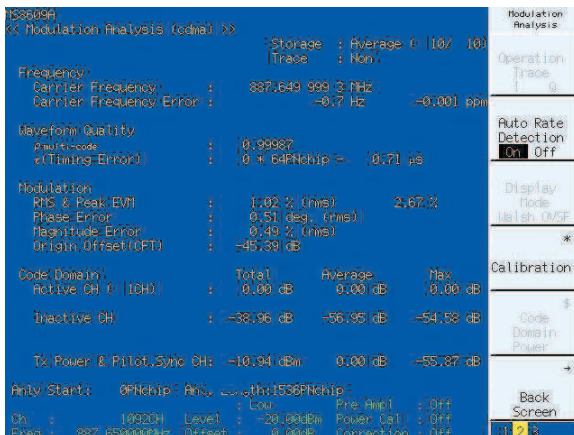 MS8609A
<< Modulation Analysis (cdma) >>
Storage : Average ( 10/ 10)
Trace : Non
Frequency
Carrier Frequency : 887.649 999 3 MHz
Carrier Frequency Error : -0.7 Hz -0.001 ppm
Waveform Quality
ρmulti-code : 0.99987
τ(Timing Error) : 0 * 64PNchip - 0.71 µs
Modulation
RMS & Peak EVM : 1.02 % (rms) 2.67 %
Phase Error : 0.51 deg. (rms)
Magnitude Error : 0.49 % (rms)
Origin Offset(CFT) : -45.39 dB
Code Domain Total Average Max
Active CH ( 1CH) : 0.00 dB 0.00 dB 0.00 dB
Inactive CH : -38.96 dB -56.95 dB -54.58 dB
Tx Power & Pilot,Sync CH: -10.94 dBm 0.00 dB -55.87 dB
Anly Start: 0PNchip Anly Length:1536PNchip
: Low Pre Ampl : Off
Ch : 1092CH Level : -20.00dBm Power Cal : Off
Freq : 887.650000MHz Offset : 0.00dB Correction : Off
Modulation
Analysis
Operation
Trace
Auto Rate
Detection
On Off
Display
Mode
Walsh OVSF
*
Calibration
$
Code
Domain
Power
→
Back
Screen
1 2 3